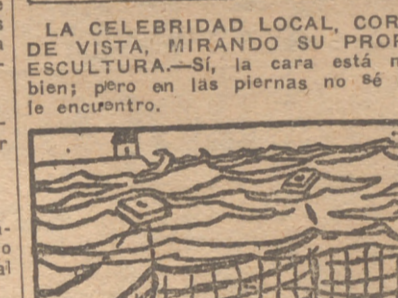 LA CELEBRIDAD LOCAL, COR
DE VISTA, MIRANDO SU PROP
ESCULTURA.—Sí, la cara está
bien; pero en las piernas no sé
le encuentro.